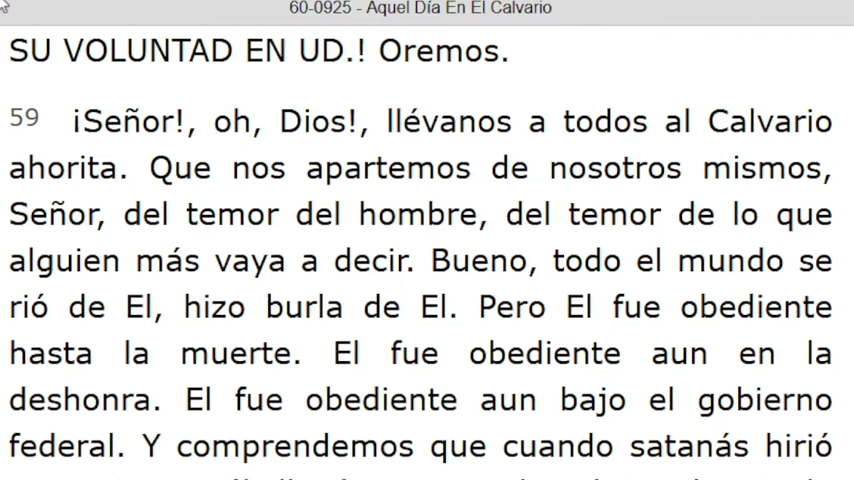 60-0925 - Aquel Día En El Calvario
SU VOLUNTAD EN UD.! Oremos.
59 ¡Señor!, oh, Dios!, llévanos a todos al Calvario
ahorita. Que nos apartemos de nosotros mismos,
Señor, del temor del hombre, del temor de lo que
alguien más vaya a decir. Bueno, todo el mundo se
rió de El, hizo burla de El. Pero El fue obediente
hasta la muerte. El fue obediente aun en la
deshonra. El fue obediente aun bajo el gobierno
federal. Y comprendemos que cuando satanás hirió